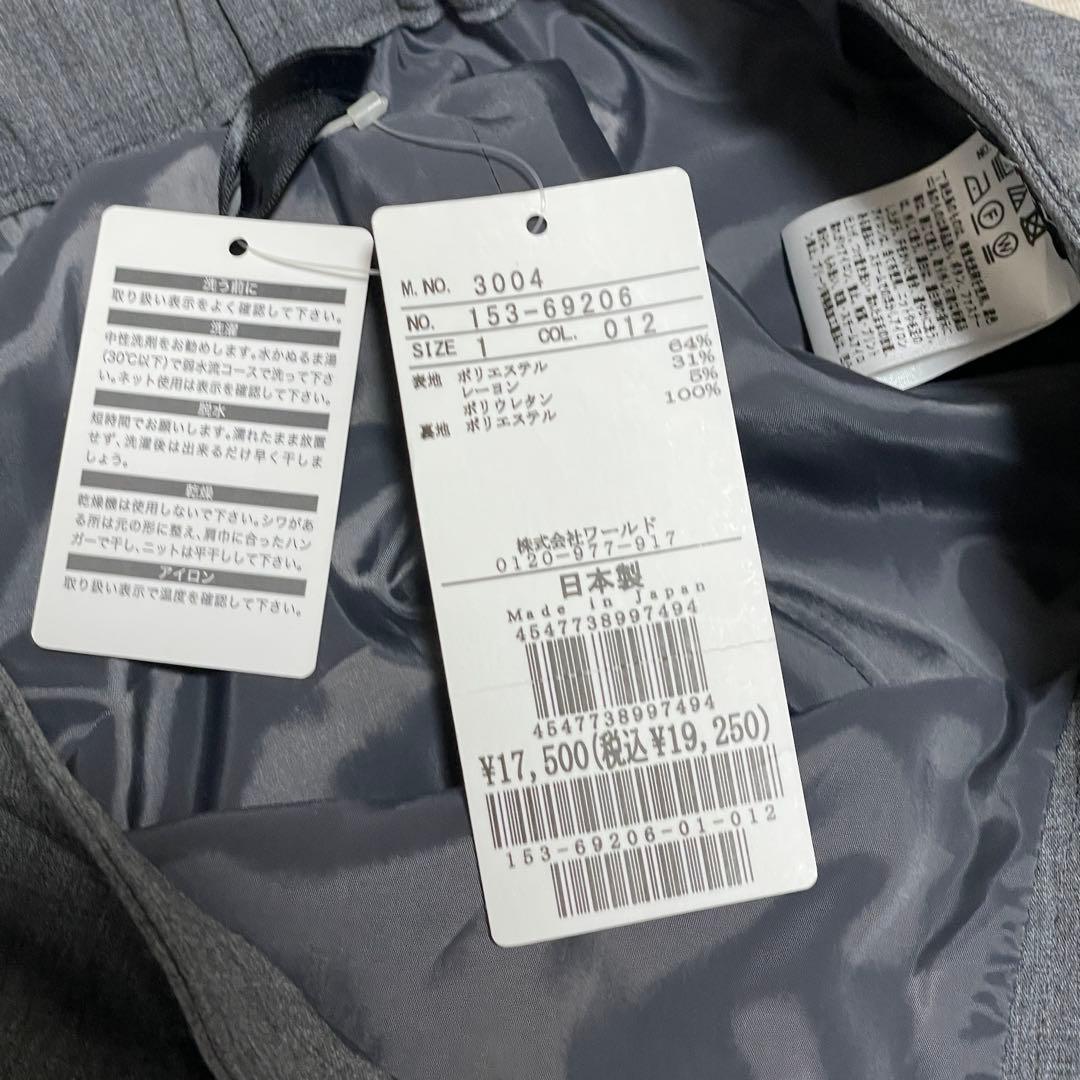 洗う前に
取り扱い表示をよく確認して下さい。
洗濯
中性洗剤をお勧めします。水かぬるま湯
(30℃以下)で弱水流コースで洗って下さ
い。ネット使用は表示を確認して下さい。
脱水
短時間でお願いします。濡れたまま放置
せず、洗濯後は出来るだけ早く干しま
しょう。
乾燥
乾燥機は使用しないで下さい。シワがあ
る所は元の形に整え、肩巾に合ったハン
ガーで干し、ニットは平干しして下さい。
アイロン
取り扱い表示で温度を確認して下さい。
M.NO. 3004
NO. 153-69206
SIZE 1 COL. 012
表地 ポリエステル 64%
レーヨン 31%
ポリウレタン 5%
裏地 ポリエステル 100%
株式会社ワールド
0120-977-917
日本製
Made in Japan
4547738997494
4547738997494
¥17,500(税込¥19,250)
153-69206-01-012